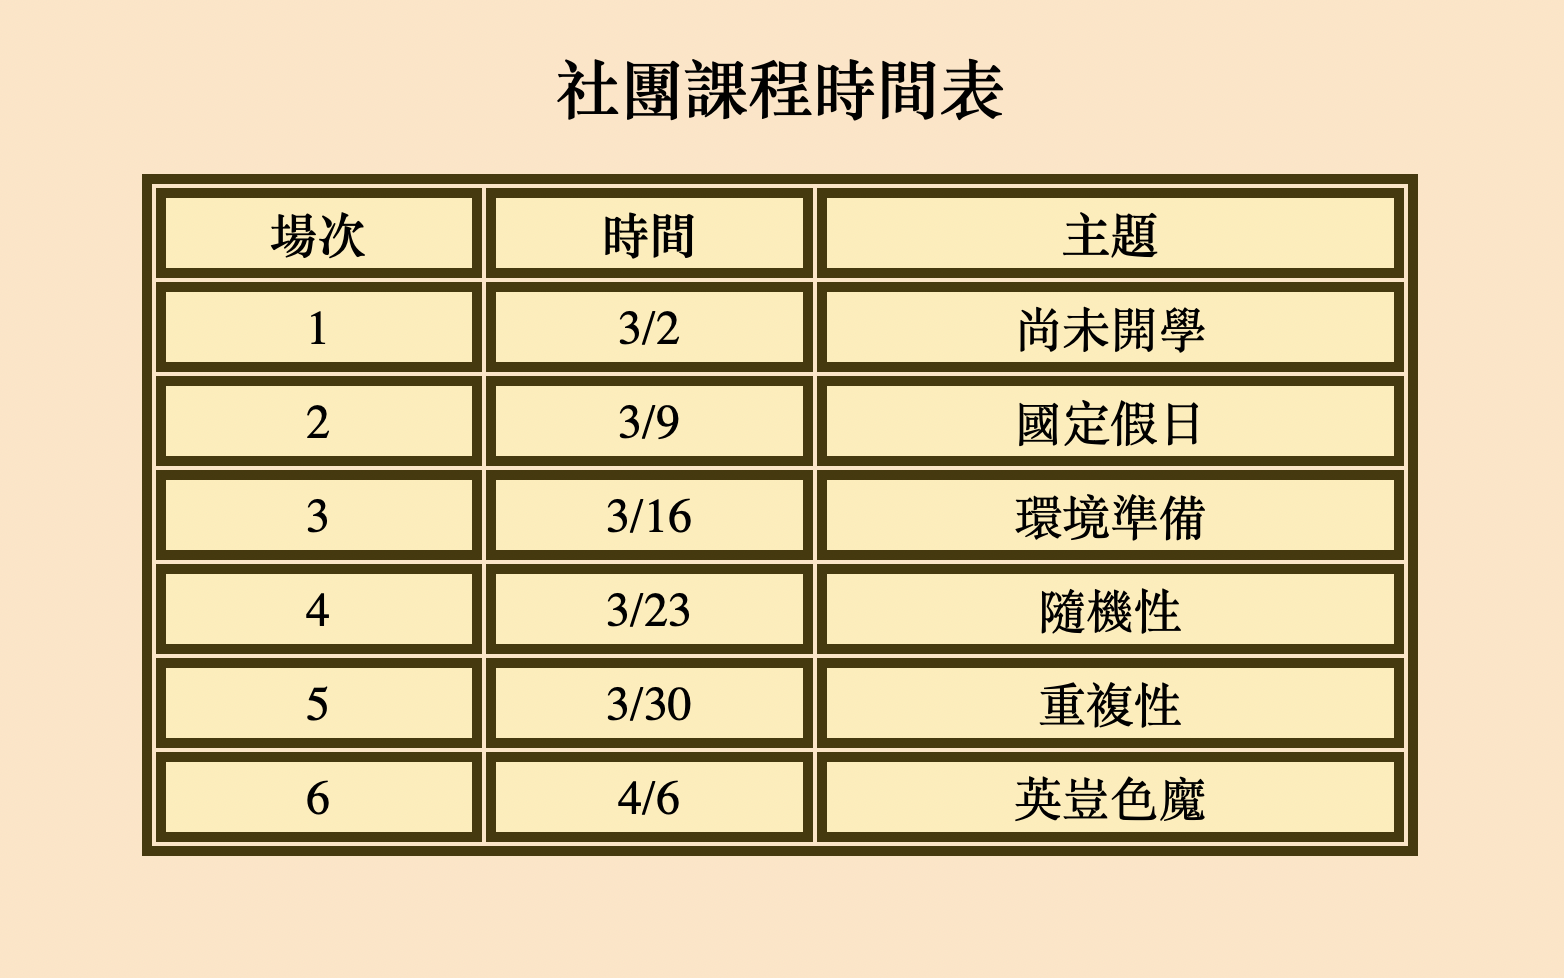 社團課程時間表
場次 時間 主題
1 3/2 尚未開學
2 3/9 國定假日
3 3/16 環境準備
4 3/23 隨機性
5 3/30 重複性
6 4/6 英豈色魔